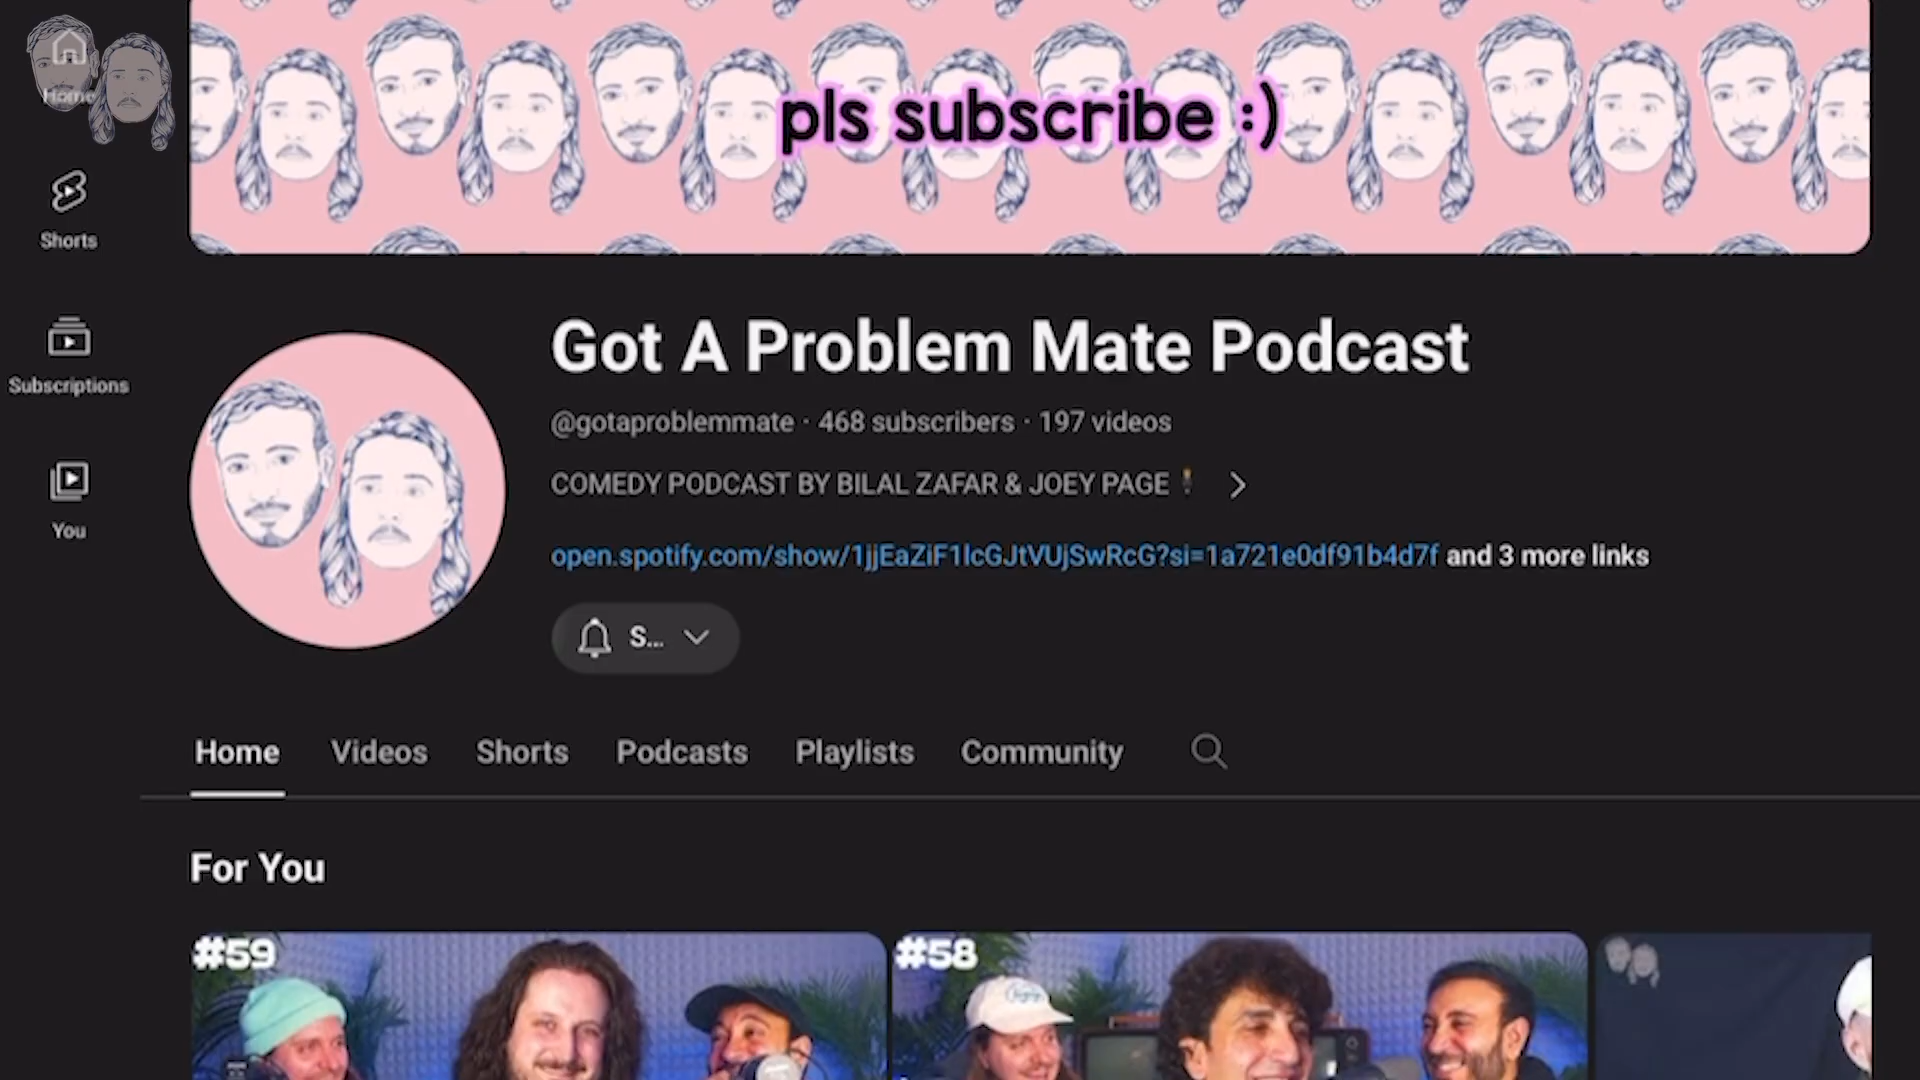 pls subscribe :)
Home
Shorts
Subscriptions
You
Got A Problem Mate Podcast
@gotaproblemmate · 468 subscribers · 197 videos
COMEDY PODCAST BY BILAL ZAFAR & JOEY PAGE
open.spotify.com/show/1jjEaZiF1lcGJtVUjSwRcG?si=1a721e0df91b4d7f and 3 more links
S...
Home Videos Shorts Podcasts Playlists Community
For You
#59 #58